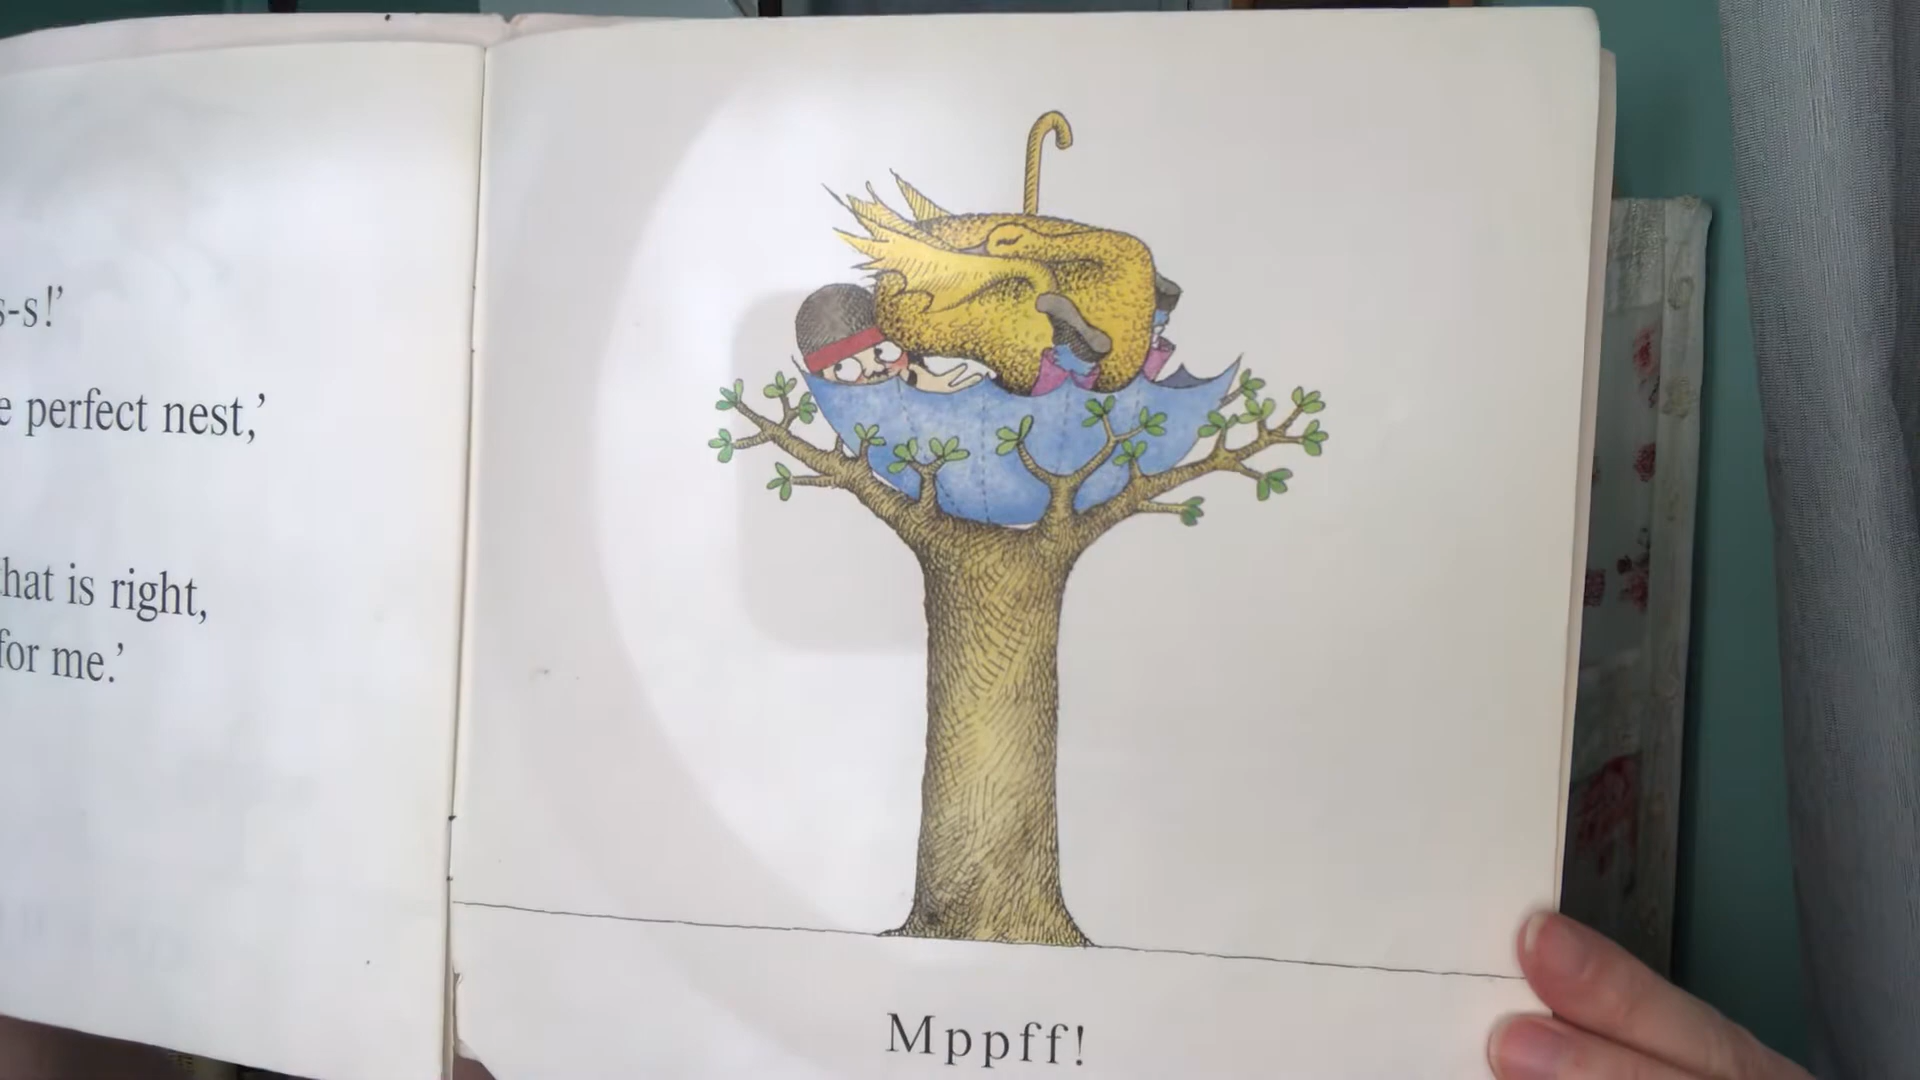 s-s!’
e perfect nest,’
hat is right,
for me.’
Mppff!